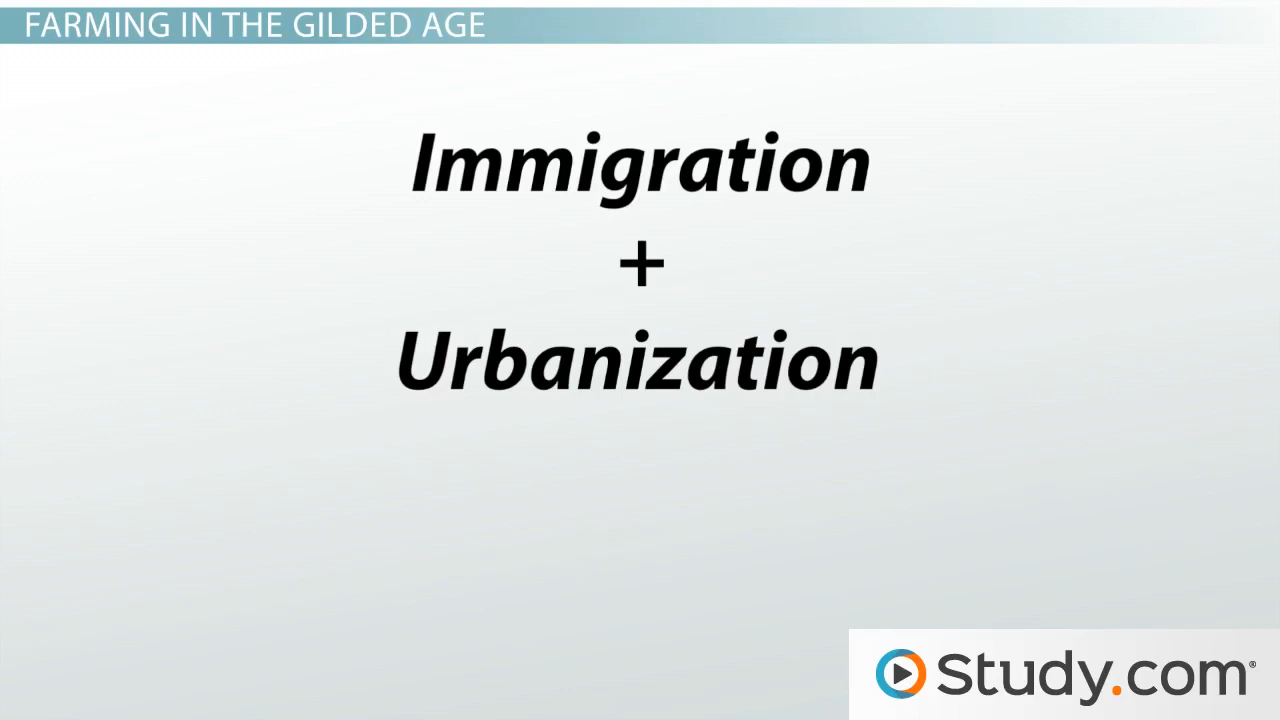 FARMING IN THE GILDED AGE
Immigration
+
Urbanization
Study.com®